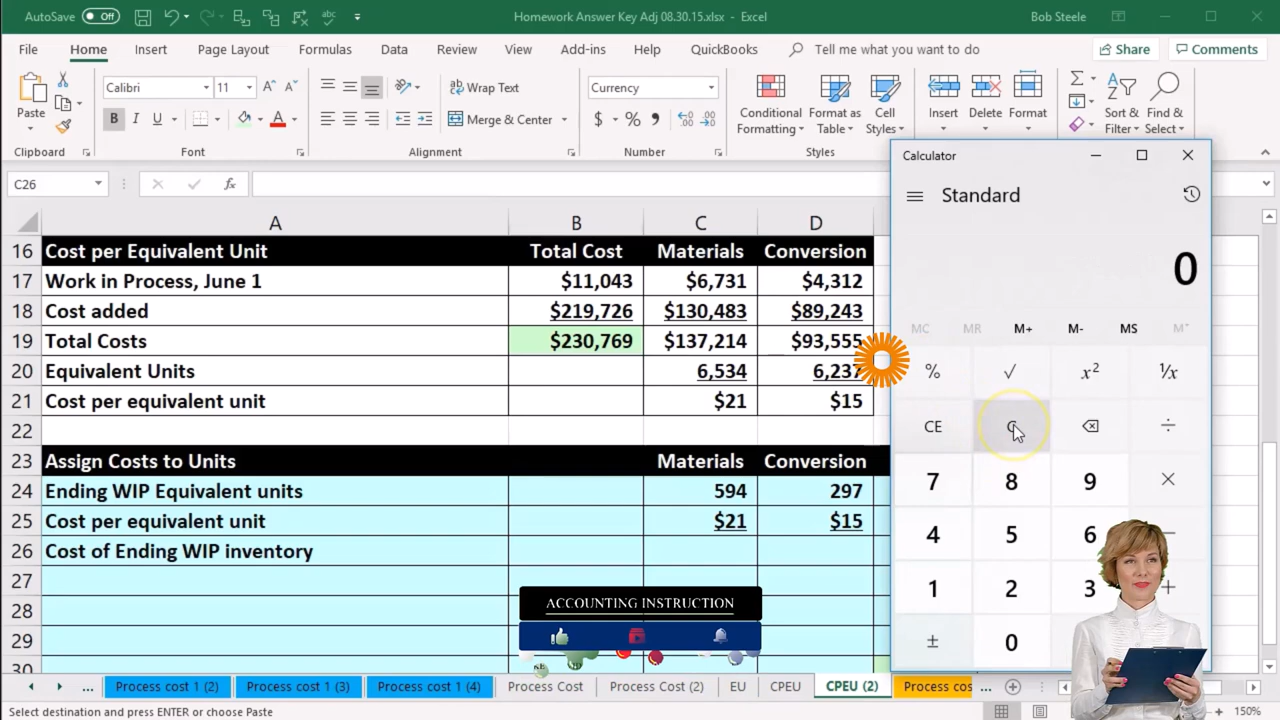 AutoSave Off
Homework Answer Key Adj 08.30.15.xlsx - Excel
Bob Steele
File Home Insert Page Layout Formulas Data Review View Add-ins Help QuickBooks Tell me what you want to do Share Comments
Paste
Calibri 11 A A
Wrap Text
Currency
B I U A
Merge & Center
$ % 9
Conditional Formatting
Format as Table
Cell Styles
Insert Delete Format
Sort & Filter
Find & Select
Clipboard Font Alignment Number Styles
C26 fx
A B C D
16 Cost per Equivalent Unit Total Cost Materials Conversion
17 Work in Process, June 1 $11,043 $6,731 $4,312
18 Cost added $219,726 $130,483 $89,243
19 Total Costs $230,769 $137,214 $93,555
20 Equivalent Units 6,534 6,237
21 Cost per equivalent unit $21 $15
22
23 Assign Costs to Units Materials Conversion
24 Ending WIP Equivalent units 594 297
25 Cost per equivalent unit $21 $15
26 Cost of Ending WIP inventory
27
28
29
30
Calculator
Standard
0
MC MR M+ M- MS M
% √ x² ¹/x
CE C ÷
7 8 9 ×
4 5 6
1 2 3 +
± 0
ACCOUNTING INSTRUCTION
... Process cost 1 (2) Process cost 1 (3) Process cost 1 (4) Process Cost Process Cost (2) EU CPEU CPEU (2) Process cos ...
Select destination and press ENTER or choose Paste
+ 150%